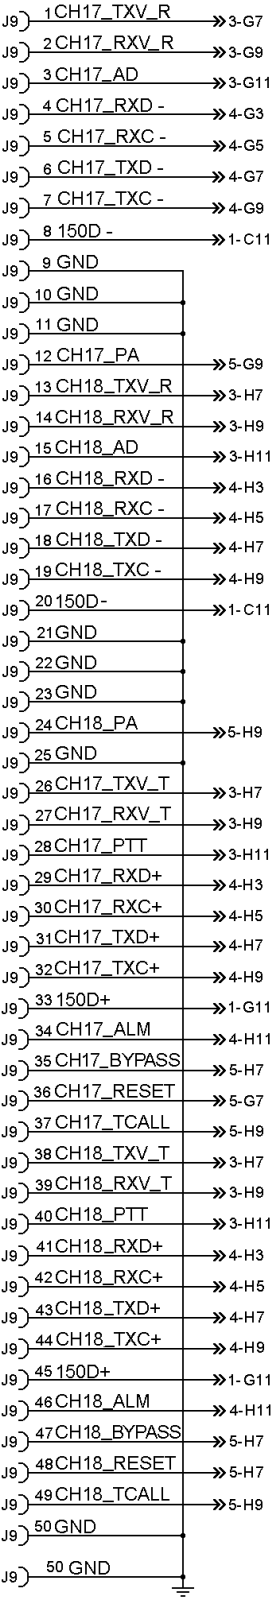 J9 1 CH17_TXV_R 3-G7
J9 2 CH17_RXV_R 3-G9
J9 3 CH17_AD 3-G11
J9 4 CH17_RXD - 4-G3
J9 5 CH17_RXC - 4-G5
J9 6 CH17_TXD - 4-G7
J9 7 CH17_TXC - 4-G9
J9 8 150D - 1-C11
J9 9 GND
J9 10 GND
J9 11 GND
J9 12 CH17_PA 5-G9
J9 13 CH18_TXV_R 3-H7
J9 14 CH18_RXV_R 3-H9
J9 15 CH18_AD 3-H11
J9 16 CH18_RXD - 4-H3
J9 17 CH18_RXC - 4-H5
J9 18 CH18_TXD - 4-H7
J9 19 CH18_TXC - 4-H9
J9 20 150D- 1-C11
J9 21 GND
J9 22 GND
J9 23 GND
J9 24 CH18_PA 5-H9
J9 25 GND
J9 26 CH17_TXV_T 3-H7
J9 27 CH17_RXV_T 3-H9
J9 28 CH17_PTT 3-H11
J9 29 CH17_RXD+ 4-H3
J9 30 CH17_RXC+ 4-H5
J9 31 CH17_TXD+ 4-H7
J9 32 CH17_TXC+ 4-H9
J9 33 150D+ 1-G11
J9 34 CH17_ALM 4-H11
J9 35 CH17_BYPASS 5-H7
J9 36 CH17_RESET 5-G7
J9 37 CH17_TCALL 5-H9
J9 38 CH18_TXV_T 3-H7
J9 39 CH18_RXV_T 3-H9
J9 40 CH18_PTT 3-H11
J9 41 CH18_RXD+ 4-H3
J9 42 CH18_RXC+ 4-H5
J9 43 CH18_TXD+ 4-H7
J9 44 CH18_TXC+ 4-H9
J9 45 150D+ 1-G11
J9 46 CH18_ALM 4-H11
J9 47 CH18_BYPASS 5-H7
J9 48 CH18_RESET 5-H7
J9 49 CH18_TCALL 5-H9
J9 50 GND
J9 50 GND